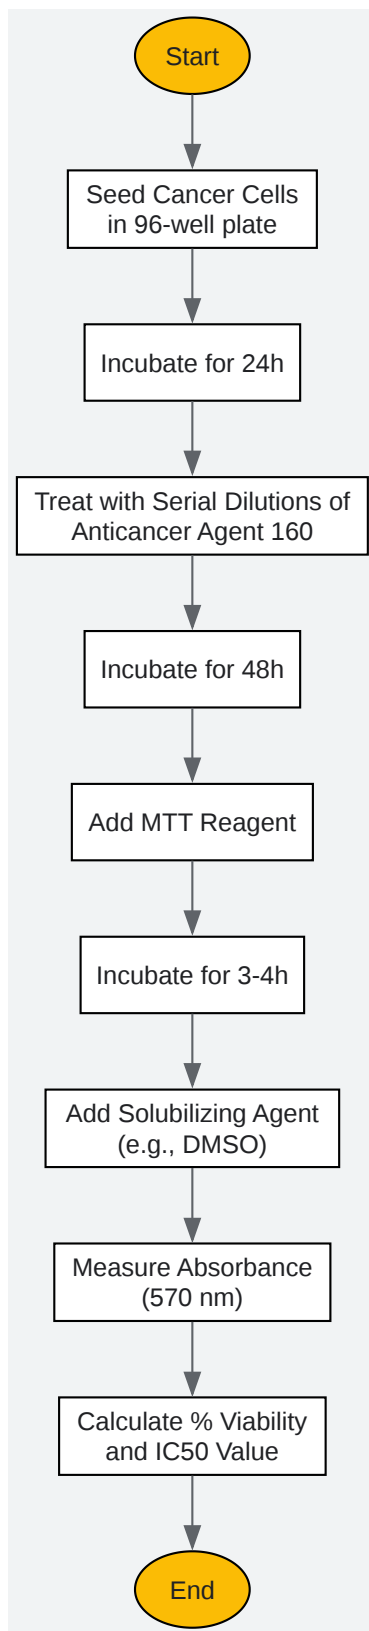 Start
Seed Cancer Cells
in 96-well plate
Incubate for 24h
Treat with Serial Dilutions of
Anticancer Agent 160
Incubate for 48h
Add MTT Reagent
Incubate for 3-4h
Add Solubilizing Agent
(e.g., DMSO)
Measure Absorbance
(570 nm)
Calculate % Viability
and IC50 Value
End